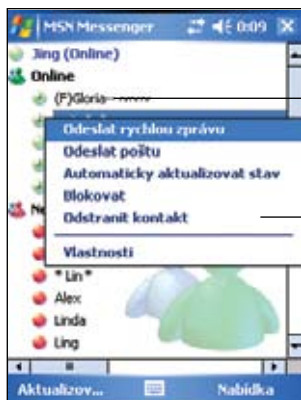 MSN Messenger 0:09
Jing (Online)
Online
(F)Gloria
Odeslat rychlou zprávu
Odeslat poštu
Automaticky aktualizovat stav
Blokovat
Odstranit kontakt
Vlastnosti
* Lin *
Alex
Linda
Ling
Aktualizov... Nabídka